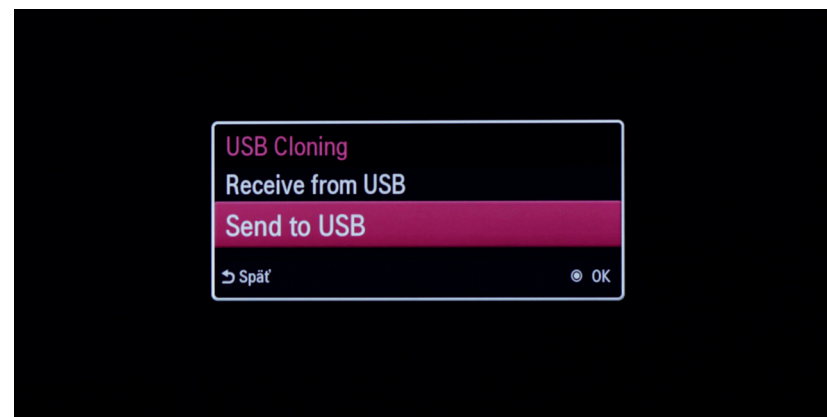 USB Cloning
Receive from USB
Send to USB
Späť
OK